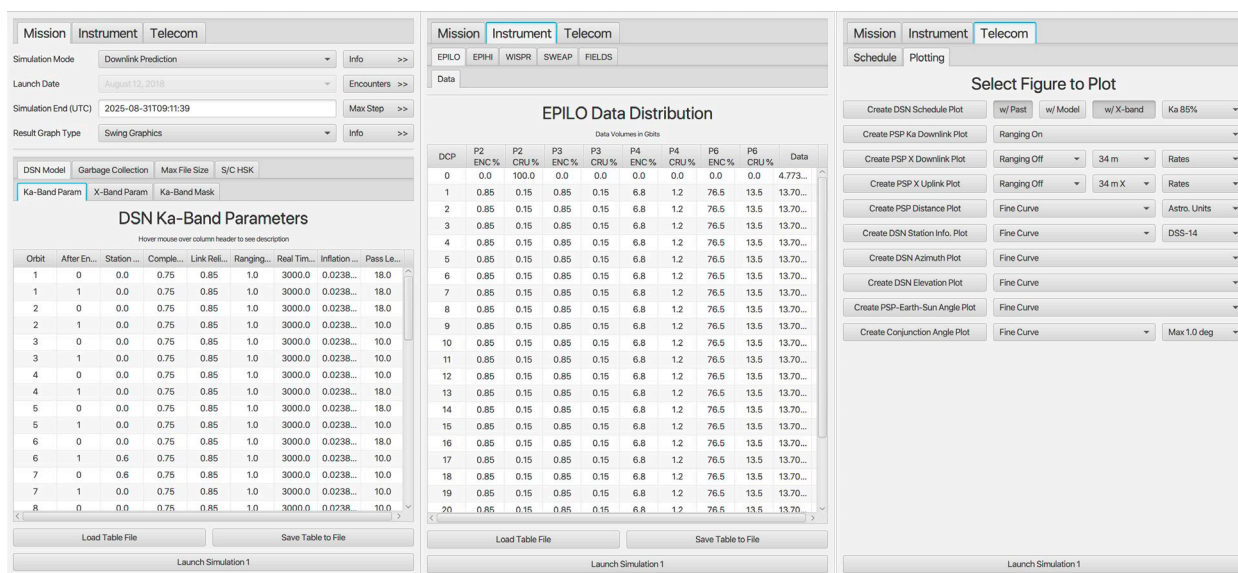 Mission Instrument Telecom
Simulation Mode Downlink Prediction Info >>
Launch Date August 12, 2018 Encounters >>
Simulation End (UTC) 2025-08-31T09:11:39 Max Step >>
Result Graph Type Swing Graphics Info >>
DSN Model Garbage Collection Max File Size S/C HSK
Ka-Band Param X-Band Param Ka-Band Mask
DSN Ka-Band Parameters
Hover mouse over column header to see description
Orbit After En... Station ... Comple... Link Reli... Ranging... Real Tim... Inflation ... Pass Le...
1 0 0.0 0.75 0.85 1.0 3000.0 0.0238... 18.0
1 1 0.0 0.75 0.85 1.0 3000.0 0.0238... 18.0
2 0 0.0 0.75 0.85 1.0 3000.0 0.0238... 18.0
2 1 0.0 0.75 0.85 1.0 3000.0 0.0238... 10.0
3 0 0.0 0.75 0.85 1.0 3000.0 0.0238... 18.0
3 1 0.0 0.75 0.85 1.0 3000.0 0.0238... 10.0
4 0 0.0 0.75 0.85 1.0 3000.0 0.0238... 10.0
4 1 0.0 0.75 0.85 1.0 3000.0 0.0238... 18.0
5 0 0.0 0.75 0.85 1.0 3000.0 0.0238... 18.0
5 1 0.0 0.75 0.85 1.0 3000.0 0.0238... 10.0
6 0 0.0 0.75 0.85 1.0 3000.0 0.0238... 18.0
6 1 0.6 0.75 0.85 1.0 3000.0 0.0238... 10.0
7 0 0.6 0.75 0.85 1.0 3000.0 0.0238... 10.0
7 1 0.0 0.75 0.85 1.0 3000.0 0.0238... 10.0
8 0 0.0 0.75 0.85 1.0 3000.0 0.0238... 10.0
Load Table File Save Table to File
Launch Simulation 1
Mission Instrument Telecom
EPILO EPIHI WISPR SWEAP FIELDS
Data
EPILO Data Distribution
Data Volumes in Gbits
DCP P2 ENC % P2 CRU % P3 ENC % P3 CRU % P4 ENC % P4 CRU % P6 ENC % P6 CRU % Data
0 0.0 100.0 0.0 0.0 0.0 0.0 0.0 0.0 4.773...
1 0.85 0.15 0.85 0.15 6.8 1.2 76.5 13.5 13.70...
2 0.85 0.15 0.85 0.15 6.8 1.2 76.5 13.5 13.70...
3 0.85 0.15 0.85 0.15 6.8 1.2 76.5 13.5 13.70...
4 0.85 0.15 0.85 0.15 6.8 1.2 76.5 13.5 13.70...
5 0.85 0.15 0.85 0.15 6.8 1.2 76.5 13.5 13.70...
6 0.85 0.15 0.85 0.15 6.8 1.2 76.5 13.5 13.70...
7 0.85 0.15 0.85 0.15 6.8 1.2 76.5 13.5 13.70...
8 0.85 0.15 0.85 0.15 6.8 1.2 76.5 13.5 13.70...
9 0.85 0.15 0.85 0.15 6.8 1.2 76.5 13.5 13.70...
10 0.85 0.15 0.85 0.15 6.8 1.2 76.5 13.5 13.70...
11 0.85 0.15 0.85 0.15 6.8 1.2 76.5 13.5 13.70...
12 0.85 0.15 0.85 0.15 6.8 1.2 76.5 13.5 13.70...
13 0.85 0.15 0.85 0.15 6.8 1.2 76.5 13.5 13.70...
14 0.85 0.15 0.85 0.15 6.8 1.2 76.5 13.5 13.70...
15 0.85 0.15 0.85 0.15 6.8 1.2 76.5 13.5 13.70...
16 0.85 0.15 0.85 0.15 6.8 1.2 76.5 13.5 13.70...
17 0.85 0.15 0.85 0.15 6.8 1.2 76.5 13.5 13.70...
18 0.85 0.15 0.85 0.15 6.8 1.2 76.5 13.5 13.70...
19 0.85 0.15 0.85 0.15 6.8 1.2 76.5 13.5 13.70...
20 0.85 0.15 0.85 0.15 6.8 1.2 76.5 13.5 13.70...
Load Table File Save Table to File
Launch Simulation 1
Mission Instrument Telecom
Schedule Plotting
Select Figure to Plot
Create DSN Schedule Plot w/ Past w/ Model w/ X-band Ka 85%
Create PSP Ka Downlink Plot Ranging On
Create PSP X Downlink Plot Ranging Off 34 m Rates
Create PSP X Uplink Plot Ranging Off 34 m X Rates
Create PSP Distance Plot Fine Curve Astro. Units
Create DSN Station Info. Plot Fine Curve DSS-14
Create DSN Azimuth Plot Fine Curve
Create DSN Elevation Plot Fine Curve
Create PSP-Earth-Sun Angle Plot Fine Curve
Create Conjunction Angle Plot Fine Curve Max 1.0 deg
Launch Simulation 1